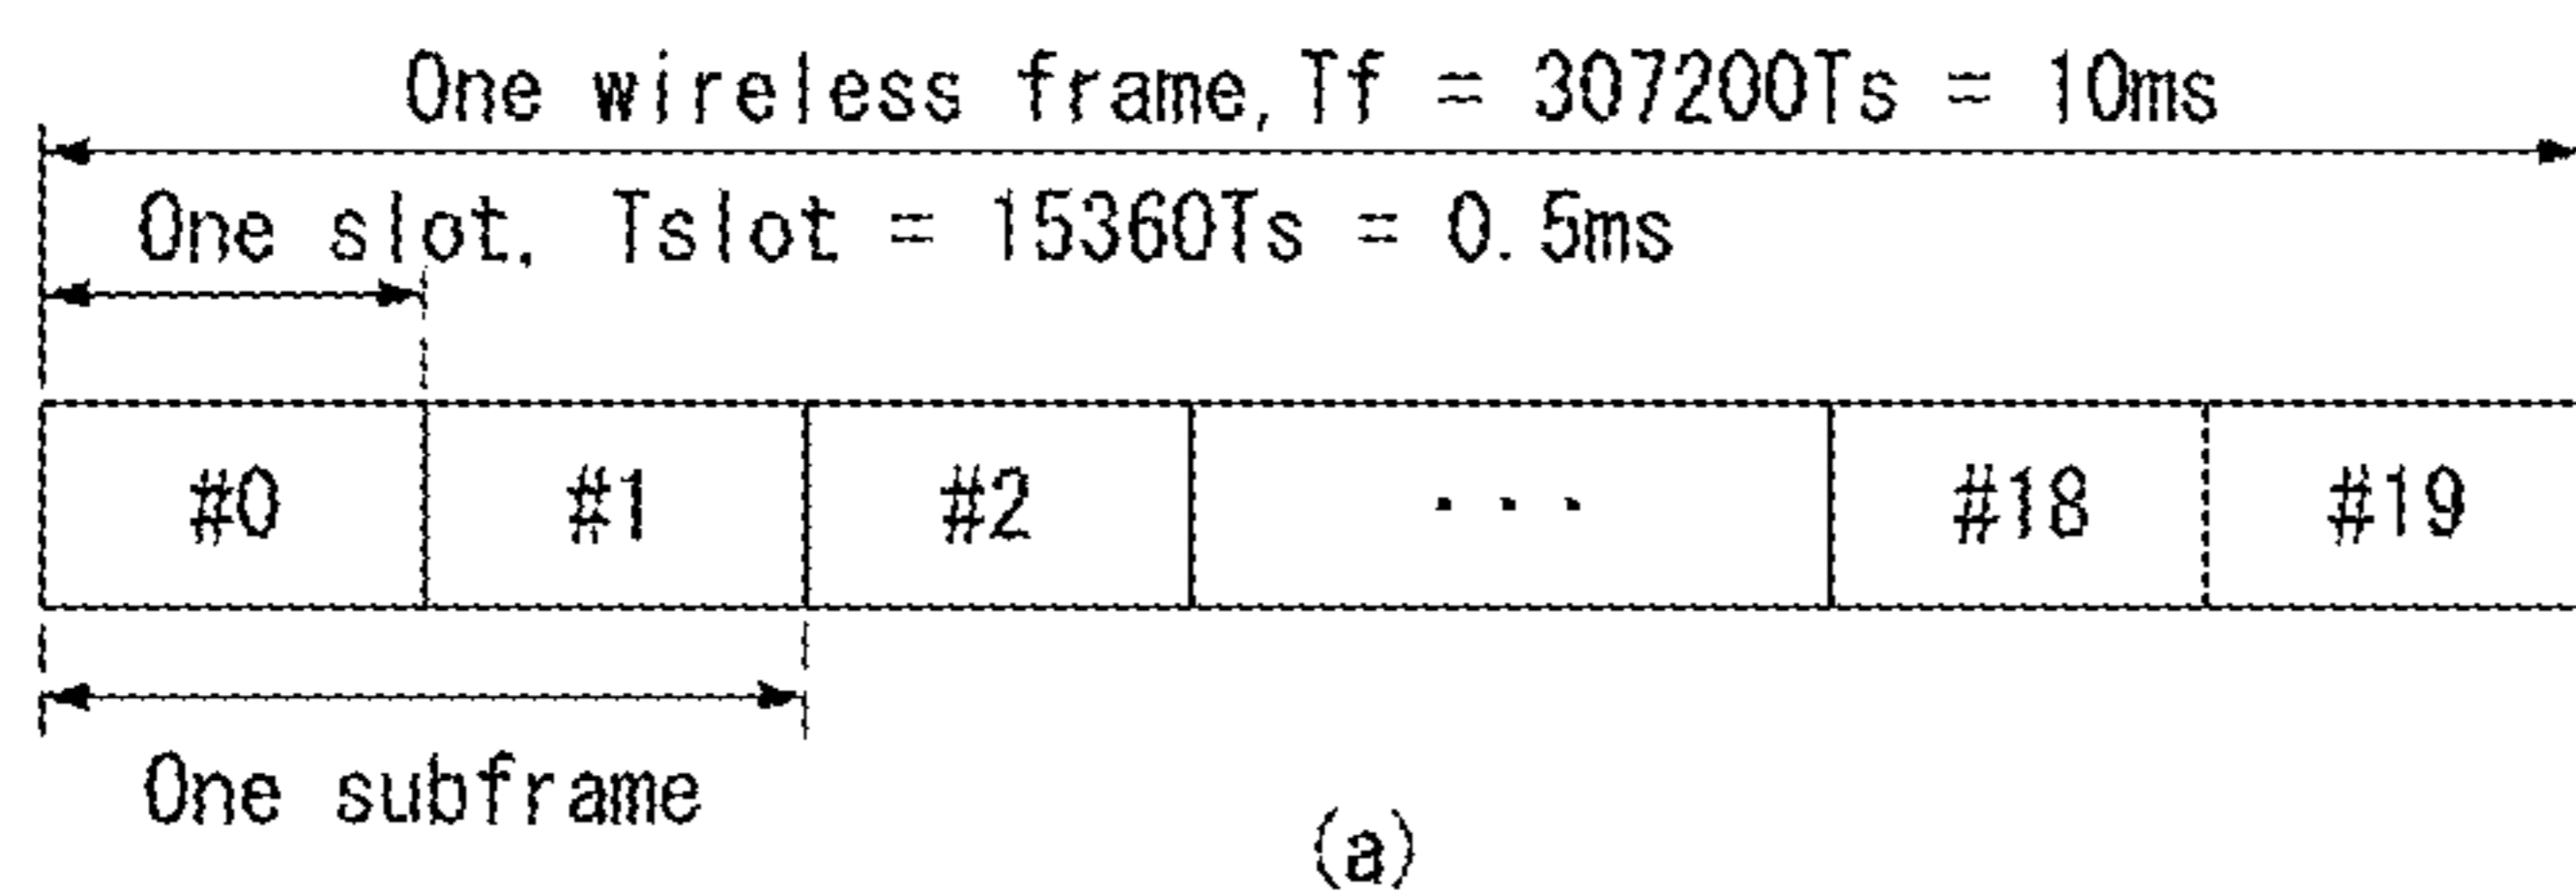 One wireless frame, Tf = 307200Ts = 10ms
One slot, Tslot = 15360Ts = 0.5ms
#0 #1 #2 ... #18 #19
One subframe
(a)